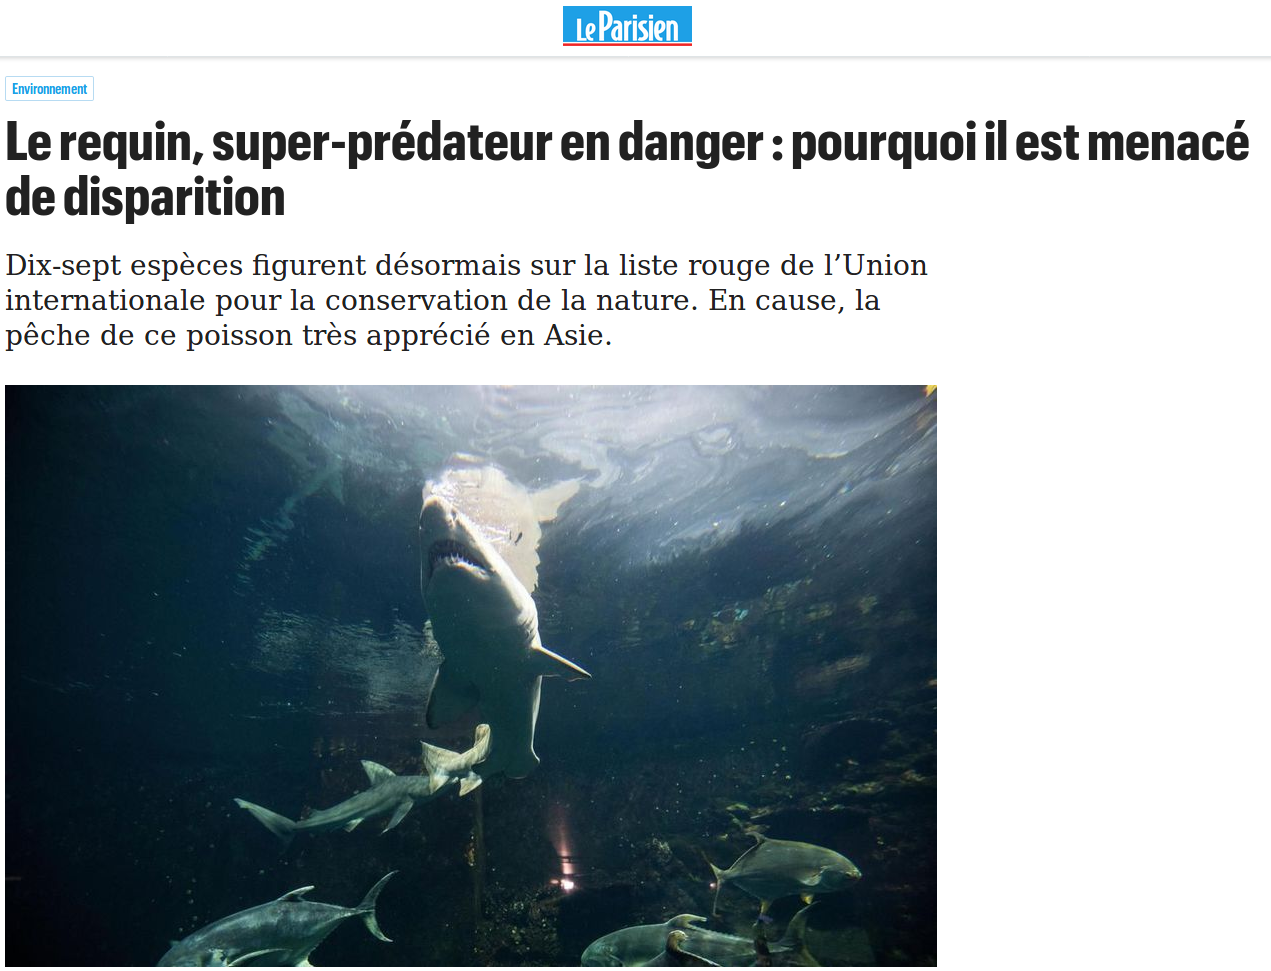 Le Parisien
Environnement
Le requin, super-prédateur en danger : pourquoi il est menacé
de disparition
Dix-sept espèces figurent désormais sur la liste rouge de l’Union
internationale pour la conservation de la nature. En cause, la
pêche de ce poisson très apprécié en Asie.